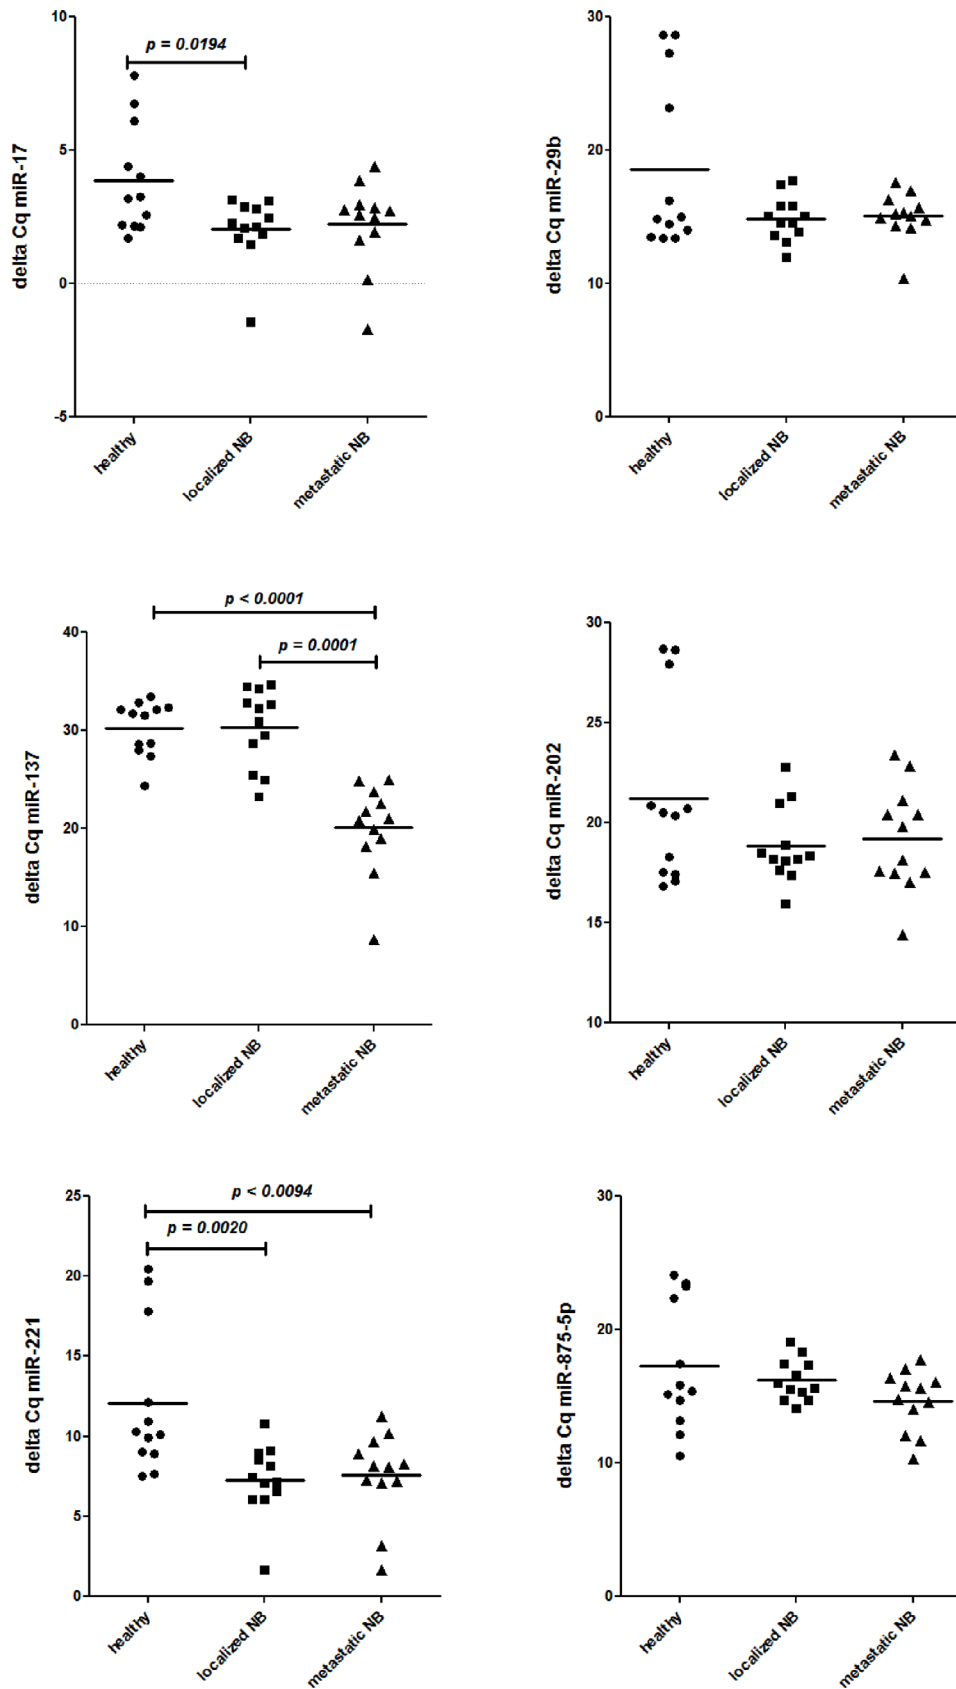 delta Cq miR-17
10
5
0
-5
p = 0.0194
healthy
localized NB
metastatic NB
delta Cq miR-29b
30
20
10
0
healthy
localized NB
metastatic NB
delta Cq miR-137
40
30
20
10
0
p < 0.0001
p = 0.0001
healthy
localized NB
metastatic NB
delta Cq miR-202
30
25
20
15
10
healthy
localized NB
metastatic NB
delta Cq miR-221
25
20
15
10
5
0
p < 0.0094
p = 0.0020
healthy
localized NB
metastatic NB
delta Cq miR-875-5p
30
20
10
0
healthy
localized NB
metastatic NB